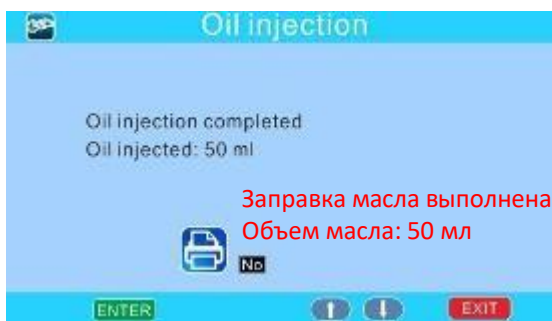 Oil injection
Oil injection completed
Oil injected: 50 ml
Заправка масла выполнена
Объем масла: 50 мл
No
ENTER
EXIT